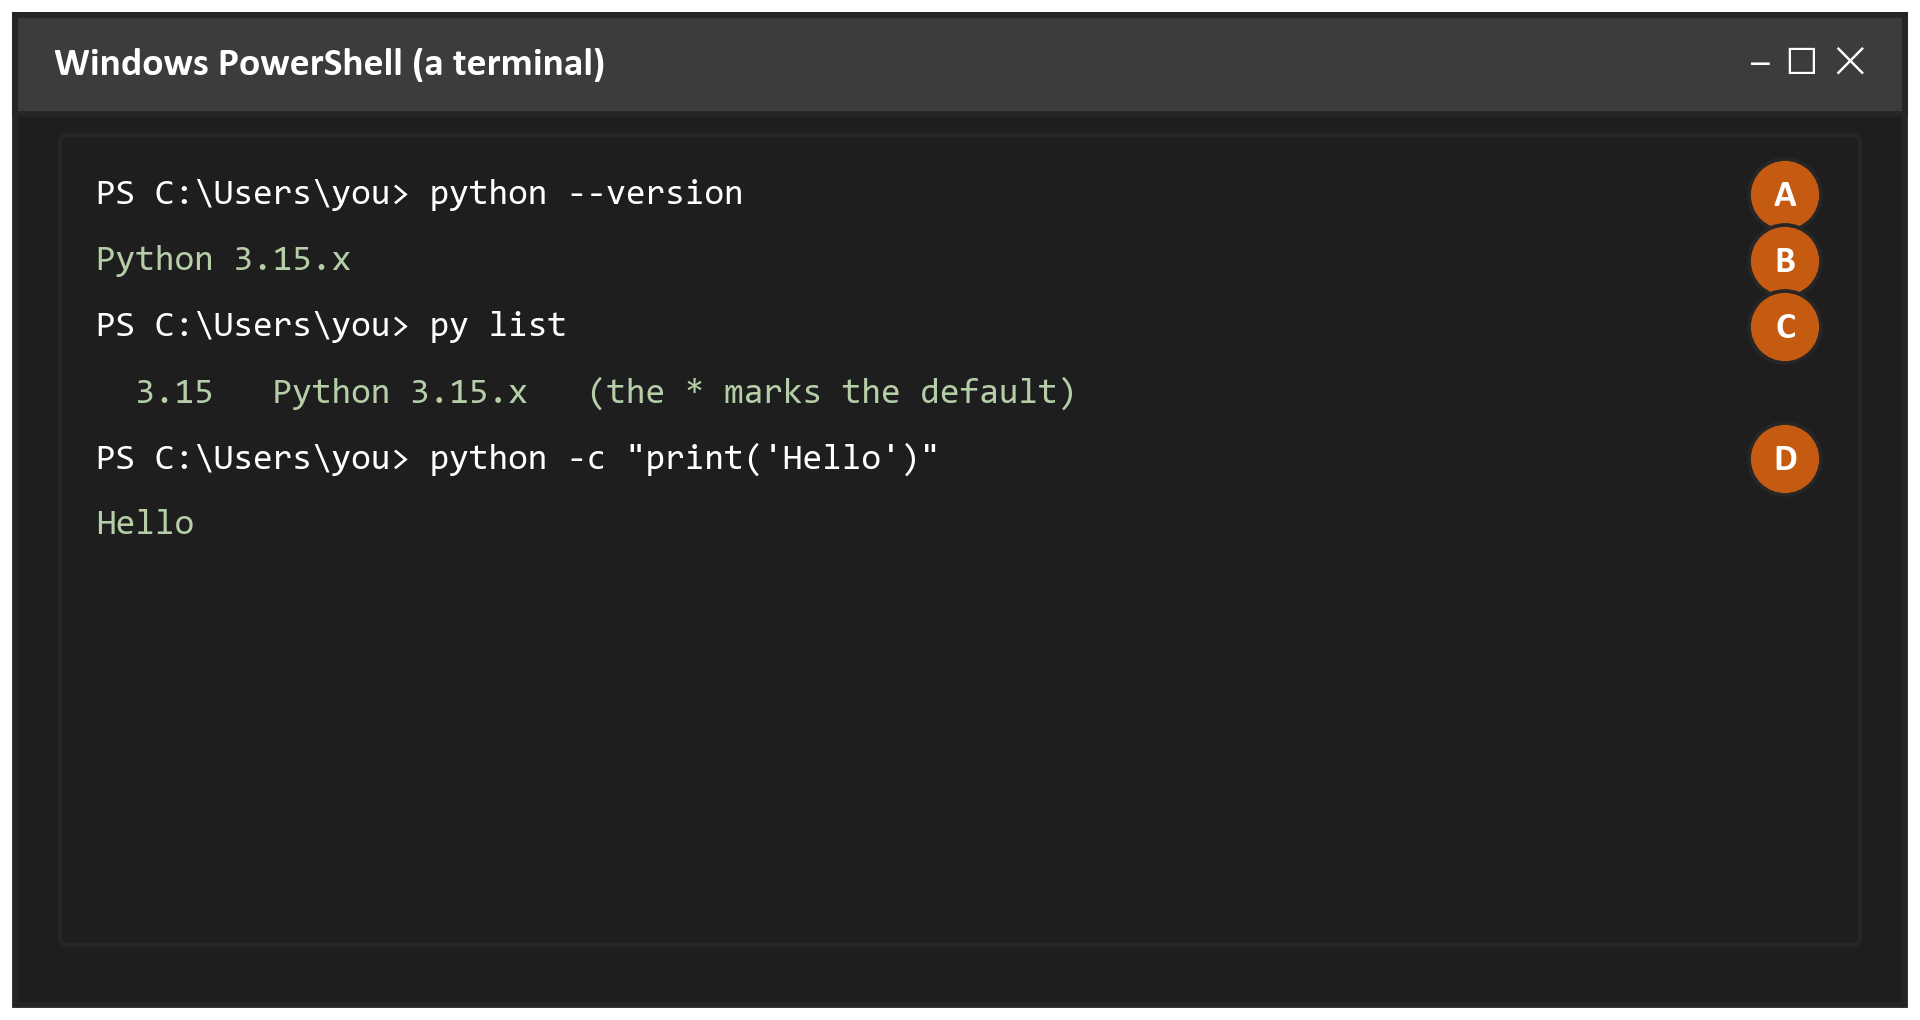 Windows PowerShell (a terminal)
PS C:\Users\you> python --version
A
Python 3.15.x
B
PS C:\Users\you> py list
C
  3.15   Python 3.15.x   (the * marks the default)
PS C:\Users\you> python -c "print('Hello')"
D
Hello